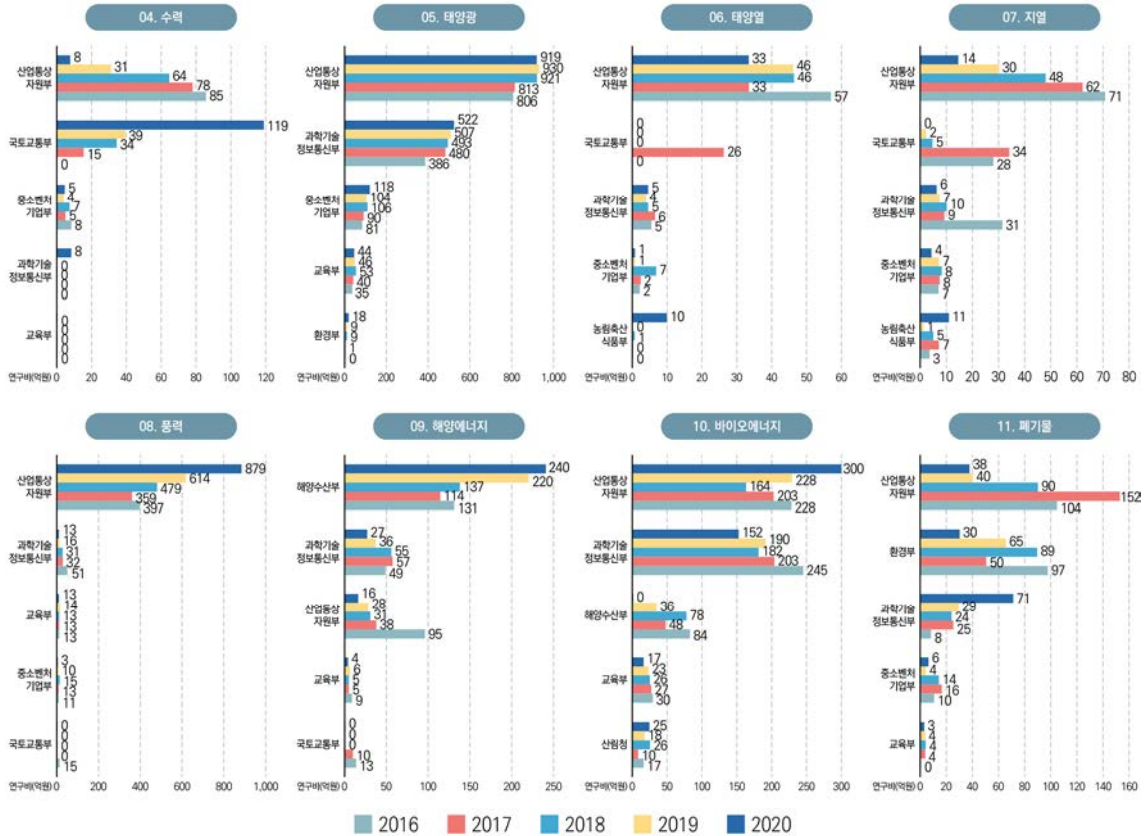 04. 수력
산업통상
자원부
8
31
64
78
85
국토교통부
119
39
34
15
0
중소벤처
기업부
5
4
7
5
8
과학기술
정보통신부
8
0
0
0
0
교육부
0
0
0
0
0
연구비(억원) 0 20 40 60 80 100 120
05. 태양광
산업통상
자원부
919
930
921
813
806
과학기술
정보통신부
522
507
493
480
386
중소벤처
기업부
118
104
106
90
81
교육부
44
46
53
40
35
환경부
18
9
9
1
0
연구비(억원) 0 200 400 600 800 1,000
06. 태양열
산업통상
자원부
33
46
46
33
57
국토교통부
0
0
0
26
0
과학기술
정보통신부
5
4
5
6
5
중소벤처
기업부
1
1
7
2
2
농림축산
식품부
10
0
1
0
0
연구비(억원) 0 10 20 30 40 50 60
07. 지열
산업통상
자원부
14
30
48
62
71
국토교통부
0
2
5
34
28
과학기술
정보통신부
6
7
10
9
31
중소벤처
기업부
4
7
8
8
7
농림축산
식품부
11
1
5
7
3
연구비(억원) 0 10 20 30 40 50 60 70 80
08. 풍력
산업통상
자원부
879
614
479
359
397
과학기술
정보통신부
13
16
31
32
51
교육부
13
14
13
13
13
중소벤처
기업부
3
10
15
13
11
국토교통부
0
0
0
0
15
연구비(억원) 0 200 400 600 800 1,000
09. 해양에너지
해양수산부
240
220
137
114
131
과학기술
정보통신부
27
36
55
57
49
산업통상
자원부
16
28
31
38
95
교육부
4
6
5
5
9
국토교통부
0
0
0
10
13
연구비(억원) 0 50 100 150 200 250
10. 바이오에너지
산업통상
자원부
300
228
164
203
228
과학기술
정보통신부
152
190
182
203
245
해양수산부
0
36
78
48
84
교육부
17
23
26
27
30
산림청
25
18
26
10
17
연구비(억원) 0 50 100 150 200 250 300
11. 폐기물
산업통상
자원부
38
40
90
152
104
환경부
30
65
89
50
97
과학기술
정보통신부
71
29
24
25
8
중소벤처
기업부
6
4
14
16
10
교육부
3
4
4
4
0
연구비(억원) 0 20 40 60 80 100 120 140 160
2016 2017 2018 2019 2020